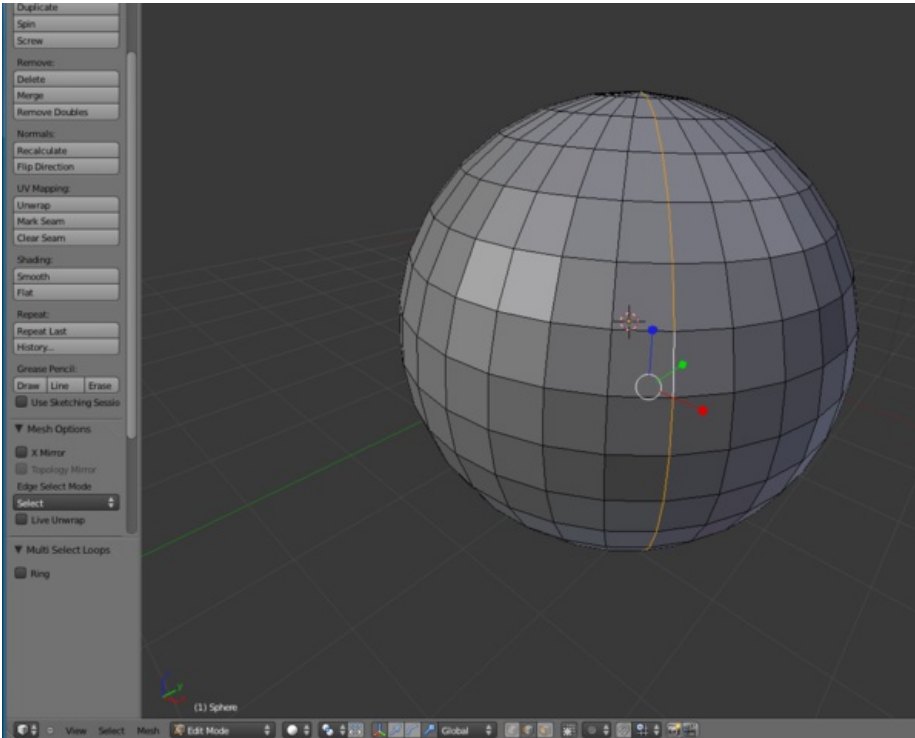 Duplicate
Spin
Screw
Remove:
Delete
Merge
Remove Doubles
Normals:
Recalculate
Flip Direction
UV Mapping:
Unwrap
Mark Seam
Clear Seam
Shading:
Smooth
Flat
Repeat:
Repeat Last
History...
Grease Pencil:
Draw Line Erase
Use Sketching Sessio
Mesh Options
X Mirror
Topology Mirror
Edge Select Mode
Select
Live Unwrap
Multi Select Loops
Ring
y
(1) Sphere
View Select Mesh Edit Mode Global